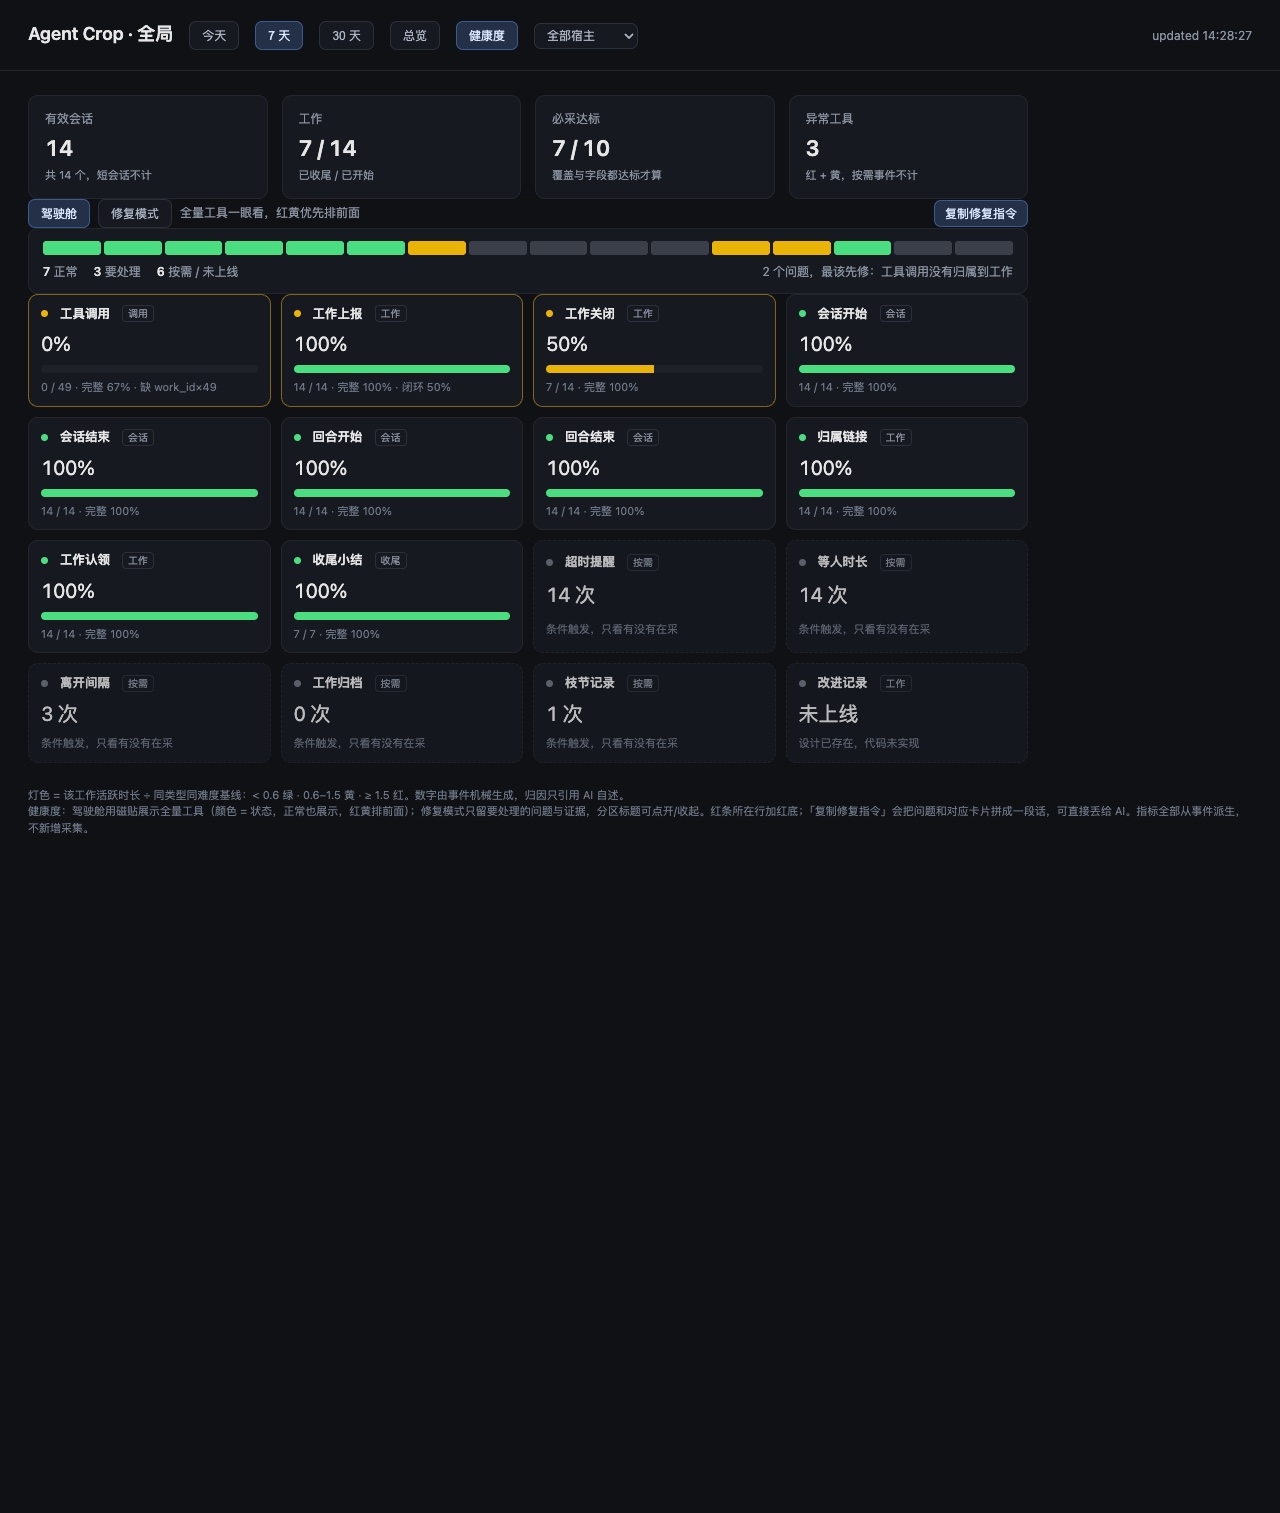 Agent Crop · 全局 今天 7 天 30 天 总览 健康度 全部宿主 updated 14:28:27
有效会话 工作 必采达标 异常工具
14 7 / 14 7 / 10 3
共 14 个，短会话不计 已收尾 / 已开始 覆盖与字段都达标才算 红 + 黄，按需事件不计
驾驶舱 修复模式 全量工具一眼看，红黄优先排前面 复制修复指令
7 正常 3 要处理 6 按需 / 未上线 2 个问题，最该先修：工具调用没有归属到工作
工具调用 调用 工作上报 工作 工作关闭 工作 会话开始 会话
0% 100% 50% 100%
0 / 49 · 完整 67% · 缺 work_id×49 14 / 14 · 完整 100% · 闭环 50% 7 / 14 · 完整 100% 14 / 14 · 完整 100%
会话结束 会话 回合开始 会话 回合结束 会话 归属链接 工作
100% 100% 100% 100%
14 / 14 · 完整 100% 14 / 14 · 完整 100% 14 / 14 · 完整 100% 14 / 14 · 完整 100%
工作认领 工作 收尾小结 收尾 超时提醒 按需 等人时长 按需
100% 100% 14 次 14 次
14 / 14 · 完整 100% 7 / 7 · 完整 100% 条件触发，只看有没有在采 条件触发，只看有没有在采
离开间隔 按需 工作归档 按需 枝节记录 按需 改进记录 工作
3 次 0 次 1 次 未上线
条件触发，只看有没有在采 条件触发，只看有没有在采 条件触发，只看有没有在采 设计已存在，代码未实现
灯色 = 该工作活跃时长 ÷ 同类型同难度基线：< 0.6 绿 · 0.6–1.5 黄 · ≥ 1.5 红。数字由事件机械生成，归因只引用 AI 自述。
健康度：驾驶舱用磁贴展示全量工具（颜色 = 状态，正常也展示，红黄排前面）；修复模式只留要处理的问题与证据，分区标题可点开/收起。红条所在行加红底；「复制修复指令」会把问题和对应卡片拼成一段话，可直接丢给 AI。指标全部从事件派生，
不新增采集。